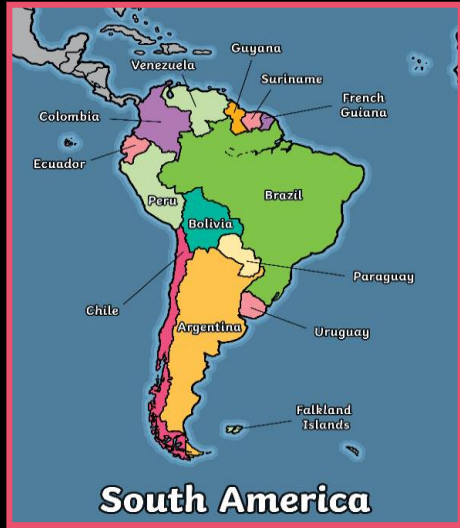 Guyana
Venezuela
Suriname
French
Guiana
Colombia
Ecuador
Peru
Brazil
Bolivia
Paraguay
Chile
Argentina
Uruguay
Falkland
Islands
South America